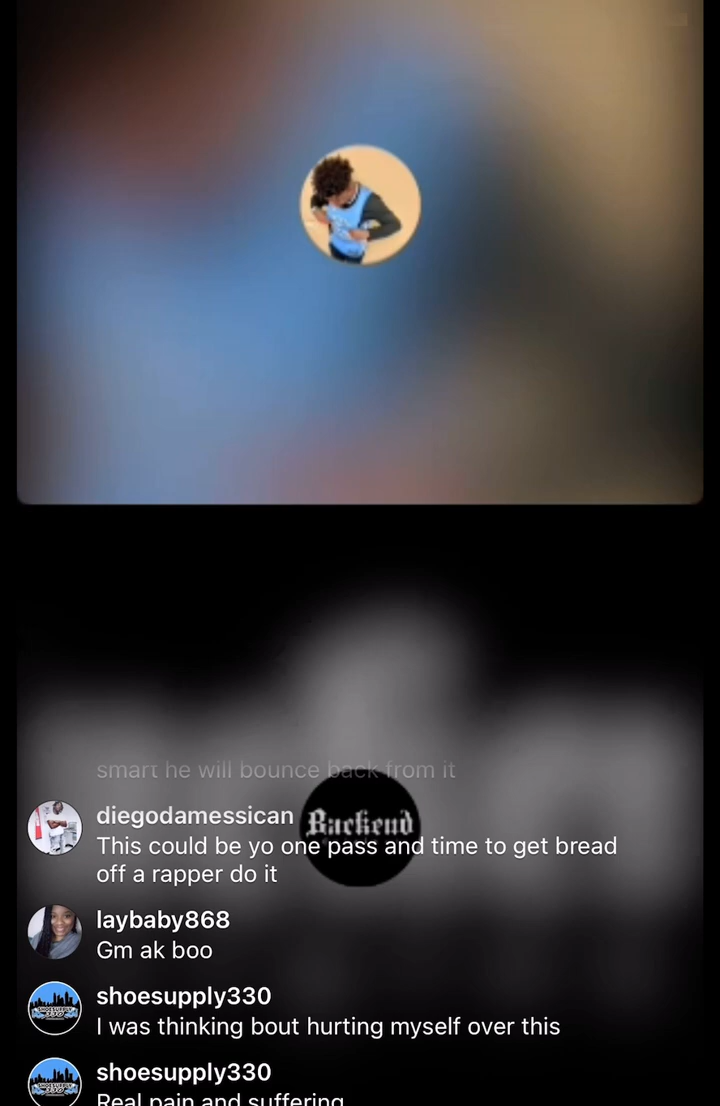 smart he will bounce back from it
diegodamessican
Backend
This could be yo one pass and time to get bread
off a rapper do it
laybaby868
Gm ak boo
shoesupply330
I was thinking bout hurting myself over this
shoesupply330
Real pain and suffering